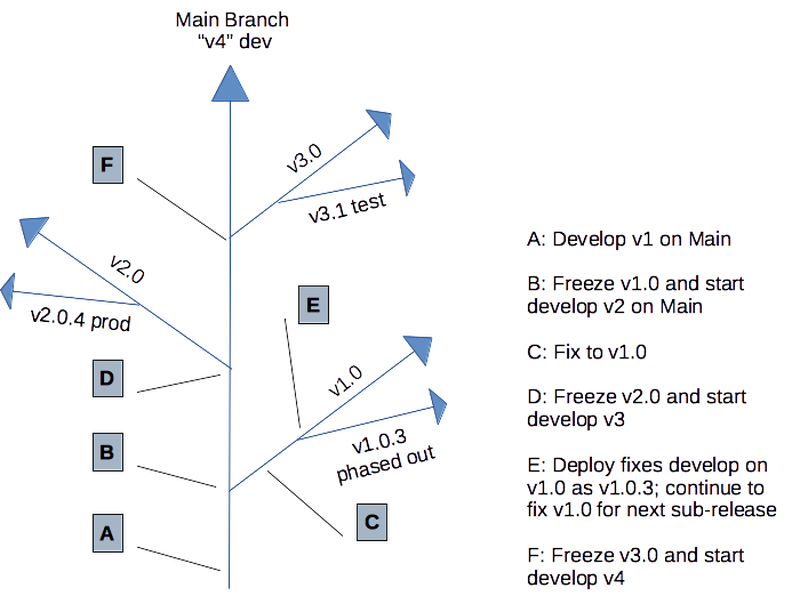 Main Branch
“v4” dev
F
v3.0
v3.1 test
v2.0
v2.0.4 prod
E
D
v1.0
v1.0.3
phased out
B
C
A
A: Develop v1 on Main
B: Freeze v1.0 and start
develop v2 on Main
C: Fix to v1.0
D: Freeze v2.0 and start
develop v3
E: Deploy fixes develop on
v1.0 as v1.0.3; continue to
fix v1.0 for next sub-release
F: Freeze v3.0 and start
develop v4